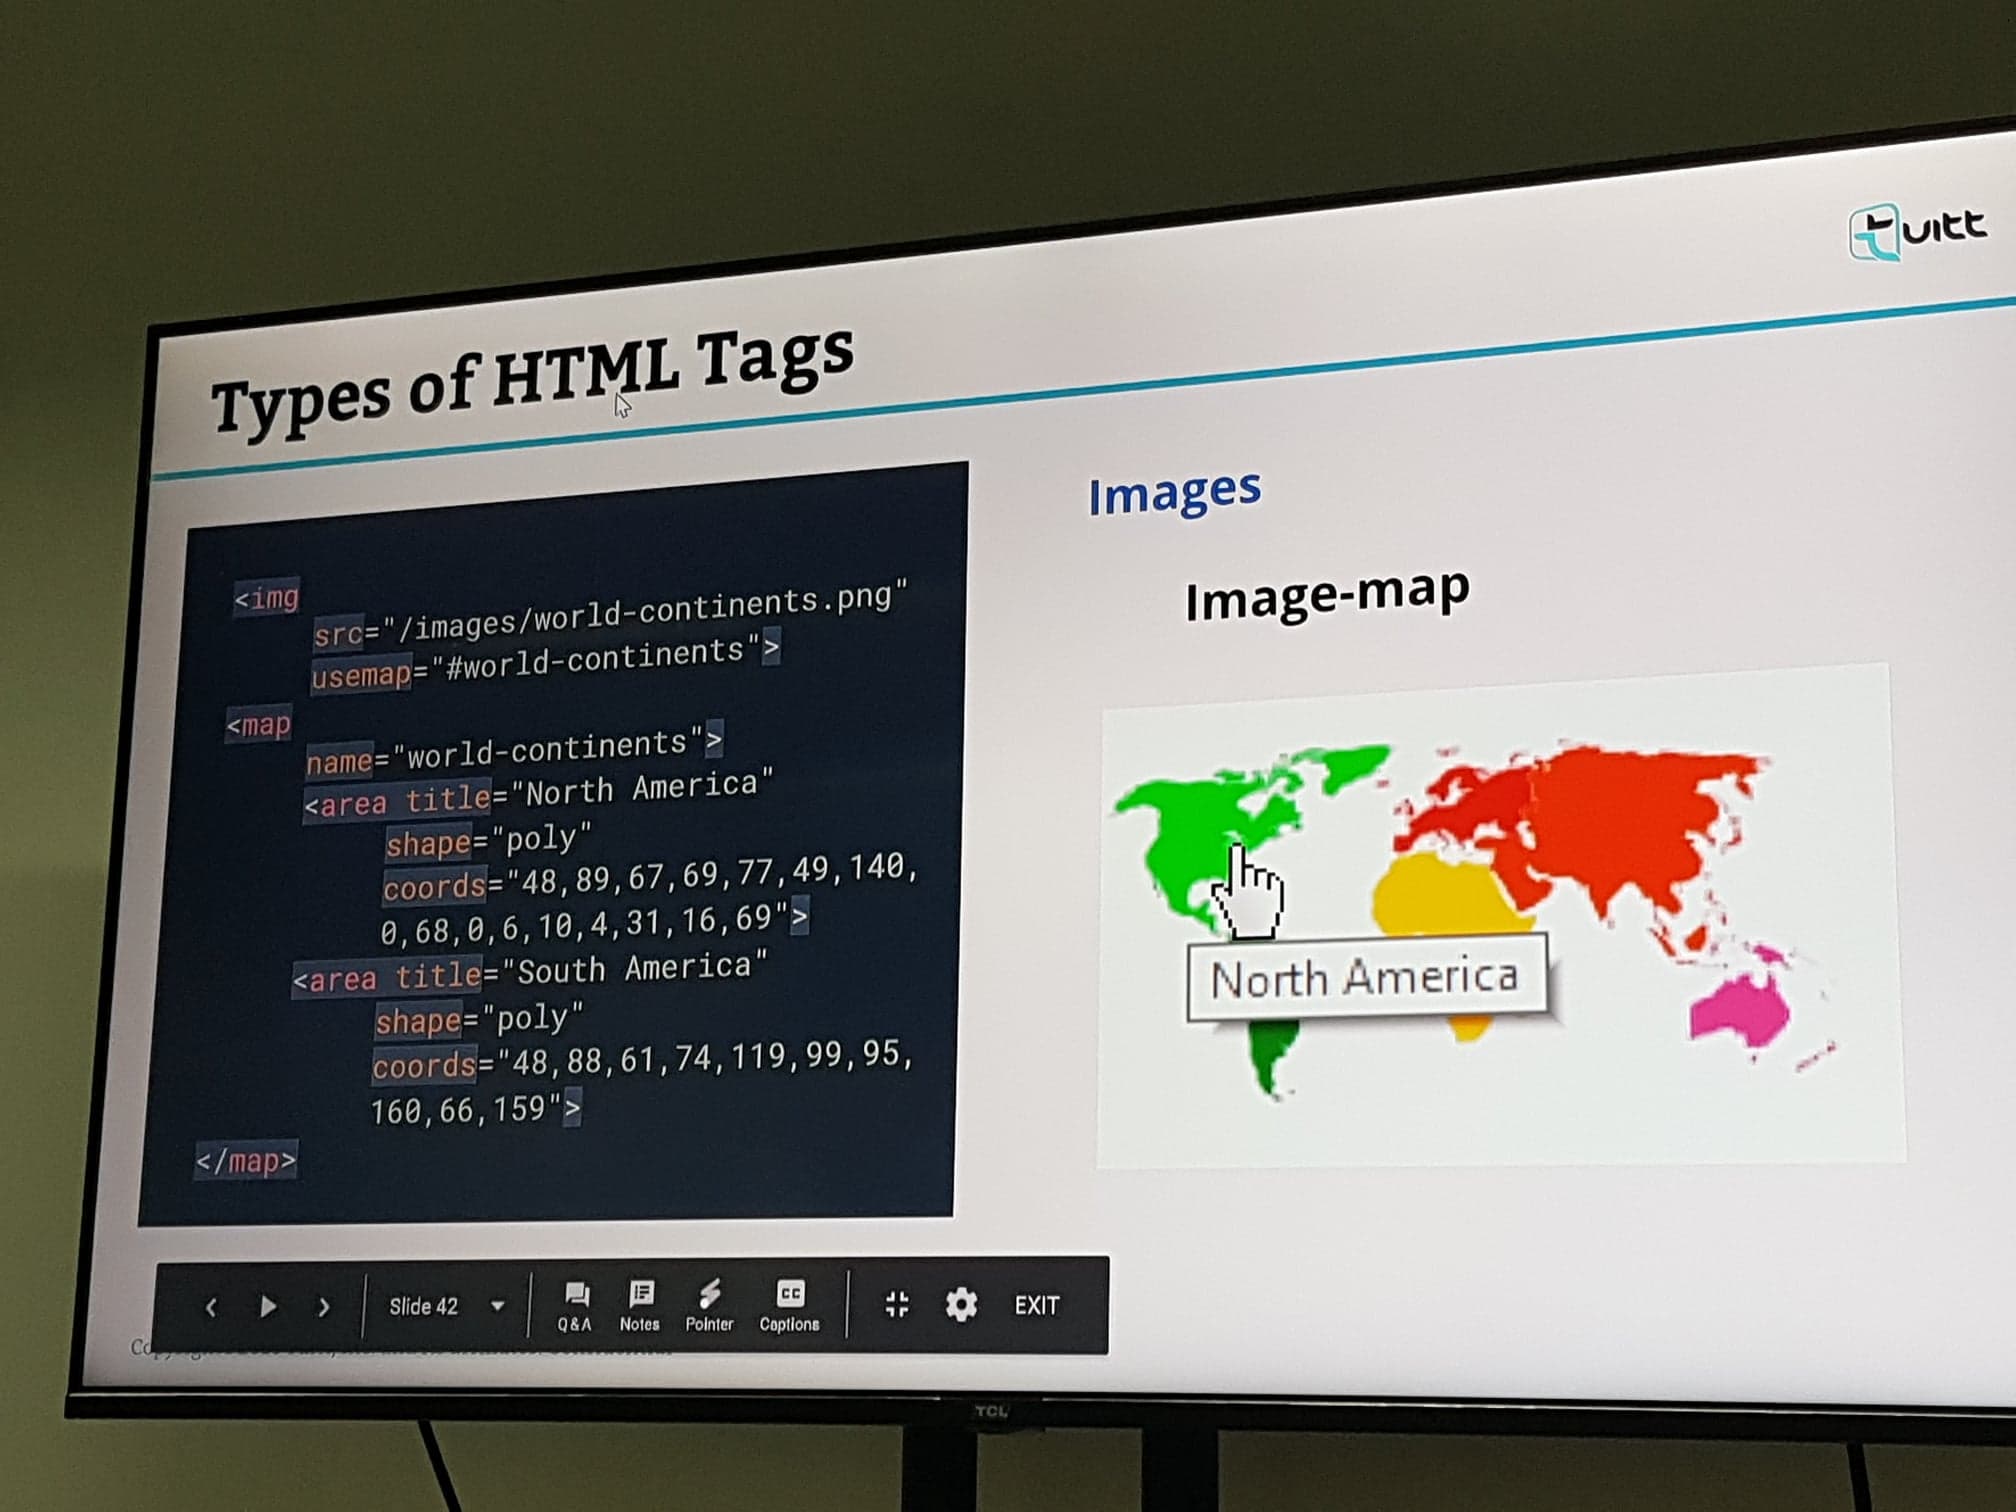 tuitt
Types of HTML Tags
<img
src="/images/world-continents.png"
usemap="#world-continents">
<map
name="world-continents">
<area title="North America"
shape="poly"
coords="48,89,67,69,77,49,140,
0,68,0,6,10,4,31,16,69">
<area title="South America"
shape="poly"
coords="48,88,61,74,119,99,95,
160,66,159">
</map>
Images
Image-map
North America
Slide 42
Q&A
Notes
Pointer
Captions
EXIT
TCL